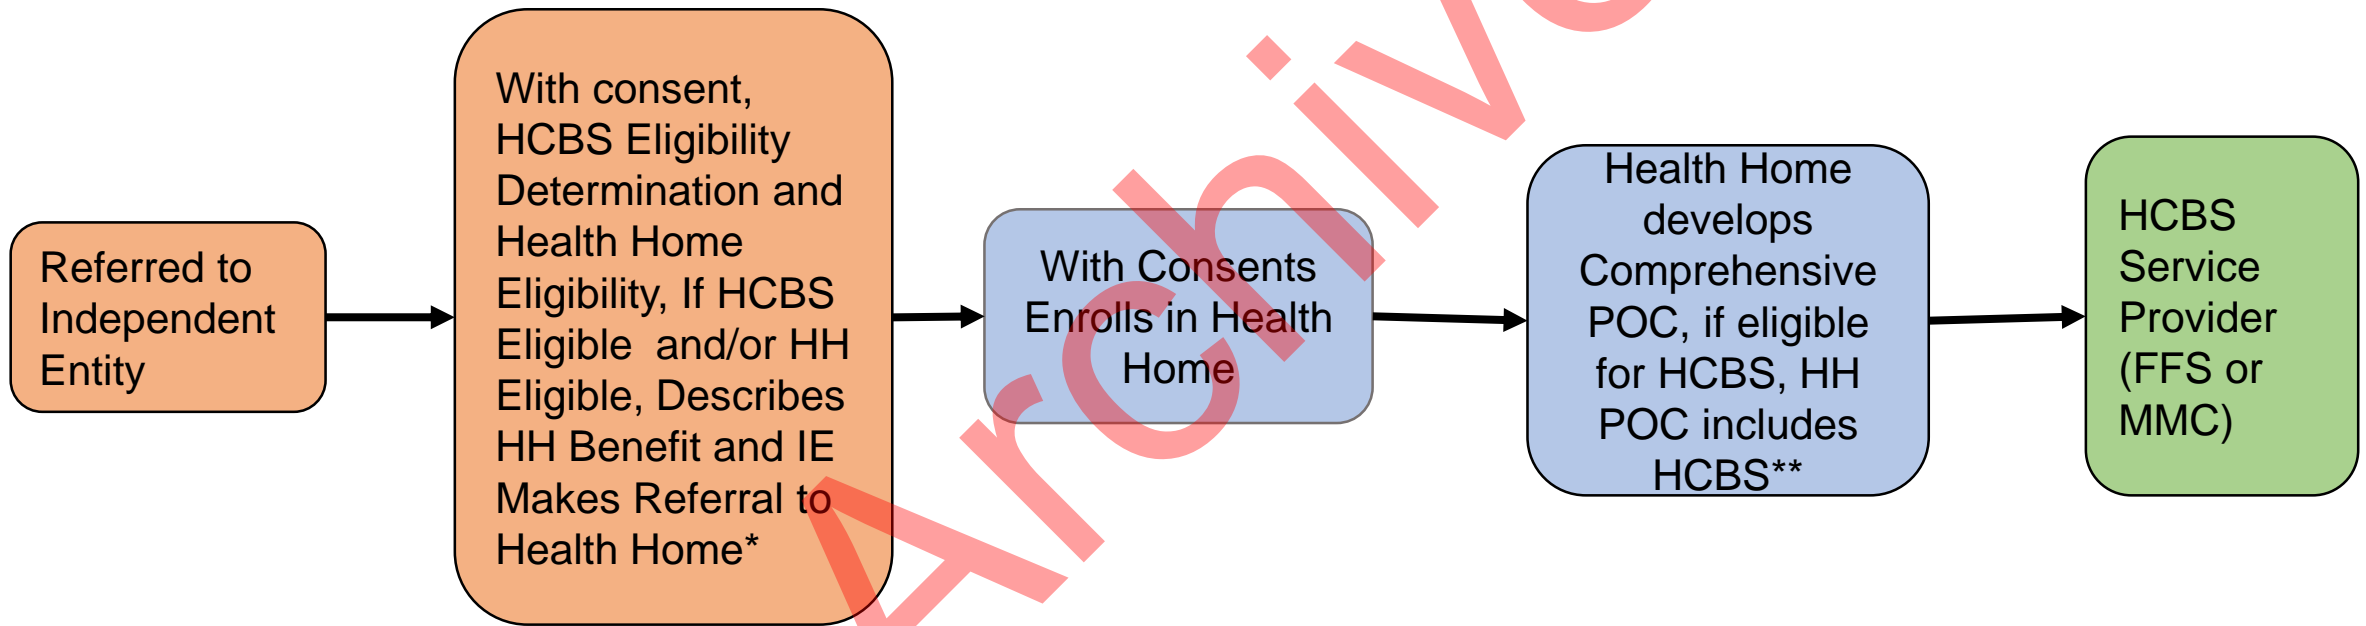 Referred to
Independent
Entity
With consent,
HCBS Eligibility
Determination and
Health Home
Eligibility, If HCBS
Eligible  and/or HH
Eligible, Describes
HH Benefit and IE
Makes Referral to
Health Home*
With Consents
Enrolls in Health
Home
Health Home
develops
Comprehensive
POC, if eligible
for HCBS, HH
POC includes
HCBS**
HCBS
Service
Provider
(FFS or
MMC)
Archive